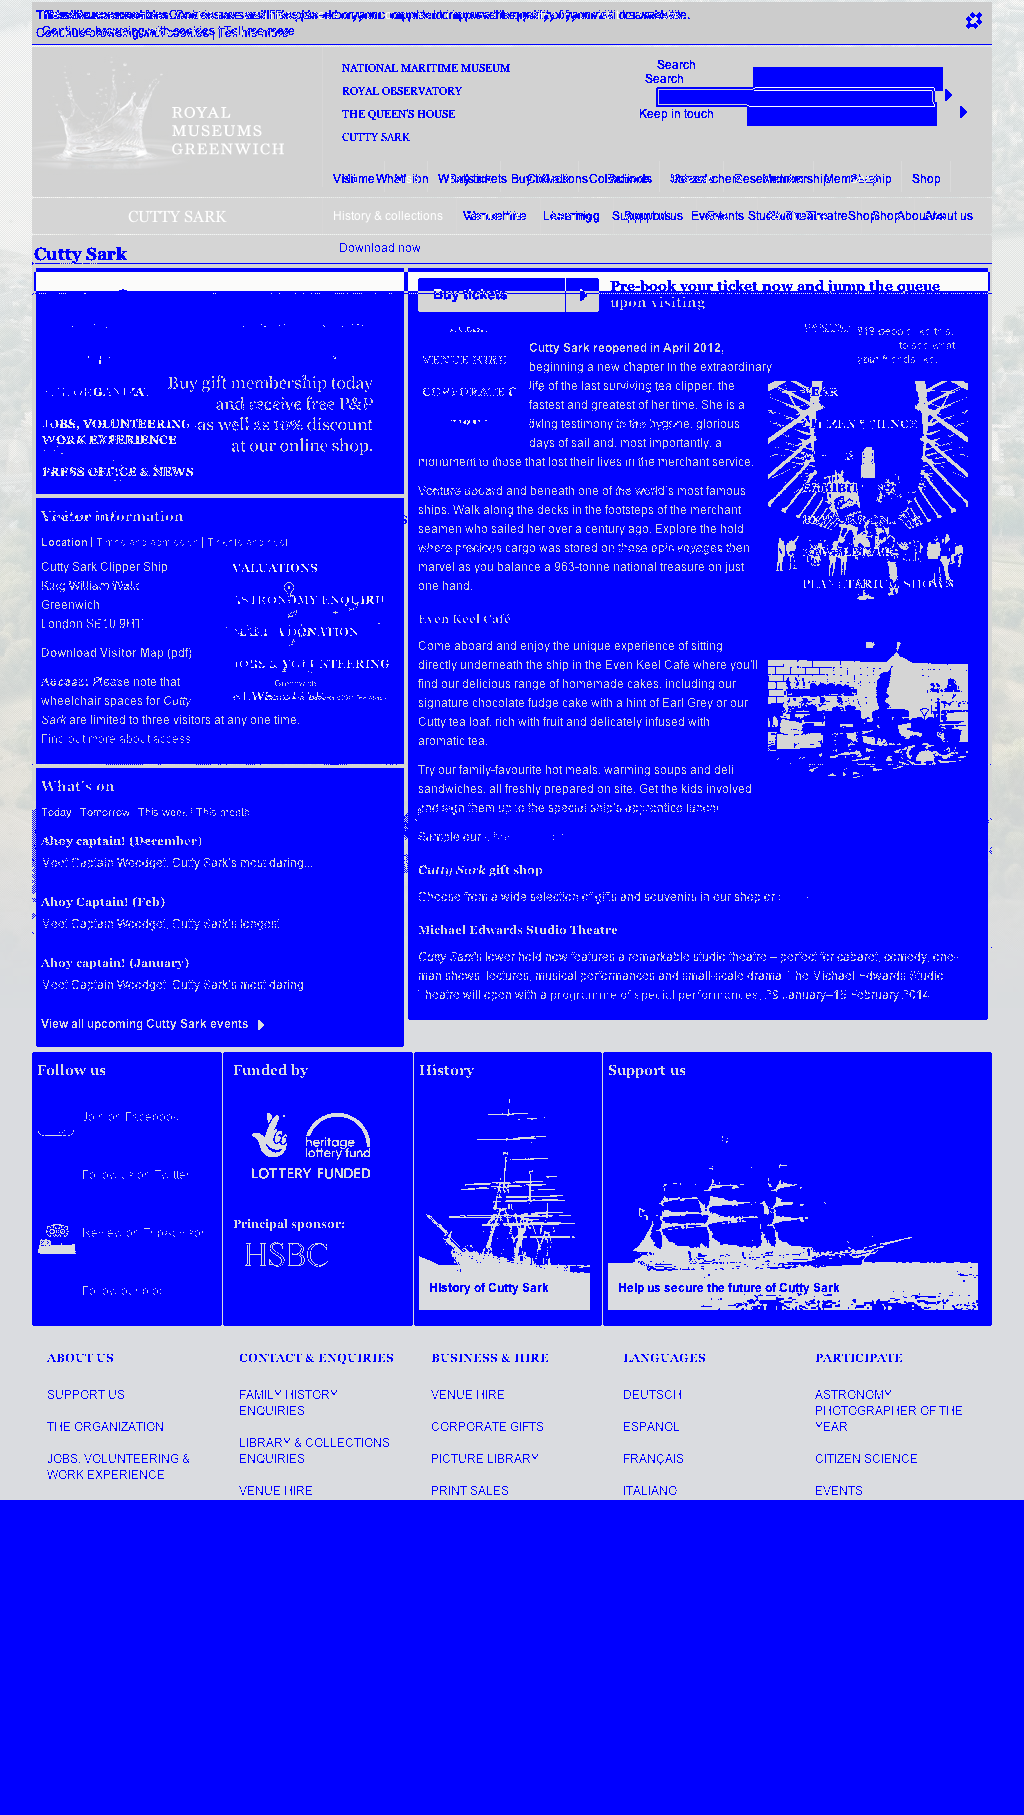 Search
Search
Keep in touch
NATIONAL MARITIME MUSEUM
ROYAL OBSERVATORY
THE QUEEN'S HOUSE
CUTTY SARK
ROYAL
MUSEUMS
GREENWICH
Shop
CUTTY SARK
History & collections
Download now
Cutty Sark
Buy tickets
Pre-book your ticket now and jump the queue
upon visiting
Buy gift membership today
and receive free P&P
as well as 10% discount
at our online shop.
JOBS, VOLUNTEERING
WORK EXPERIENCE
PRESS OFFICE & NEWS
VENUE HIRE
CORPORATE
Cutty Sark reopened in April 2012,
beginning a new chapter in the extraordinary
life of the last surviving tea clipper, the
fastest and greatest of her time. She is a
living testimony to the bygone, glorious
days of sail and, most importantly, a
monument to those that lost their lives in the merchant service.
Venture aboard and beneath one of the world's most famous
ships. Walk along the decks in the footsteps of the merchant
seamen who sailed her over a century ago. Explore the hold
where precious cargo was stored on those epic voyages then
marvel as you balance a 963-tonne national treasure on just
one hand.
Even Keel Café
Come aboard and enjoy the unique experience of sitting
directly underneath the ship in the Even Keel Café where you'll
find our delicious range of homemade cakes, including our
signature chocolate fudge cake with a hint of Earl Grey or our
Cutty tea loaf, rich with fruit and delicately infused with
aromatic tea.
Try our family-favourite hot meals, warming soups and deli
sandwiches, all freshly prepared on site. Get the kids involved
and sign them up to the special ship's apprentice lunch!
Sample our
Cutty Sark gift shop
Choose from a wide selection of gifts and souvenirs in our shop or
Michael Edwards Studio Theatre
Cutty Sark's lower hold now features a remarkable studio theatre – perfect for cabaret, comedy, one-
man shows, lectures, musical performances and small-scale drama. The Michael Edwards Studio
Theatre will open with a programme of special performances, 29 January–15 February 2014.
YEAR
PLANETARIUM SHOWS
Visitor information
Location | Times and admission | Tickets and cost
Cutty Sark Clipper Ship
King William Walk
Greenwich
London SE10 9HT
Download Visitor Map (pdf)
Access: Please note that
wheelchair spaces for Cutty
Sark are limited to three visitors at any one time.
Find out more about access
VALUATIONS
ASTRONOMY ENQUIRIES
MAKE A DONATION
JOBS & VOLUNTEERING
What's on
Today Tomorrow This week | This month
Ahoy captain! (December)
Meet Captain Woodget, Cutty Sark's most daring...
Ahoy Captain! (Feb)
Meet Captain Woodget, Cutty Sark's longest
Ahoy captain! (January)
Meet Captain Woodget, Cutty Sark's most daring
View all upcoming Cutty Sark events
Follow us
Join on Facebook
Follow us on Twitter
Review on Tripadvisor
Follow our blog
Funded by
heritage
lottery fund
LOTTERY FUNDED
Principal sponsor:
HSBC
History
History of Cutty Sark
Support us
Help us secure the future of Cutty Sark
ABOUT US
SUPPORT US
THE ORGANIZATION
JOBS, VOLUNTEERING &
WORK EXPERIENCE
CONTACT & ENQUIRIES
FAMILY HISTORY
ENQUIRIES
LIBRARY & COLLECTIONS
ENQUIRIES
VENUE HIRE
BUSINESS & HIRE
VENUE HIRE
CORPORATE GIFTS
PICTURE LIBRARY
PRINT SALES
LANGUAGES
DEUTSCH
ESPAÑOL
FRANÇAIS
ITALIANO
PARTICIPATE
ASTRONOMY
PHOTOGRAPHER OF THE
YEAR
CITIZEN SCIENCE
EVENTS